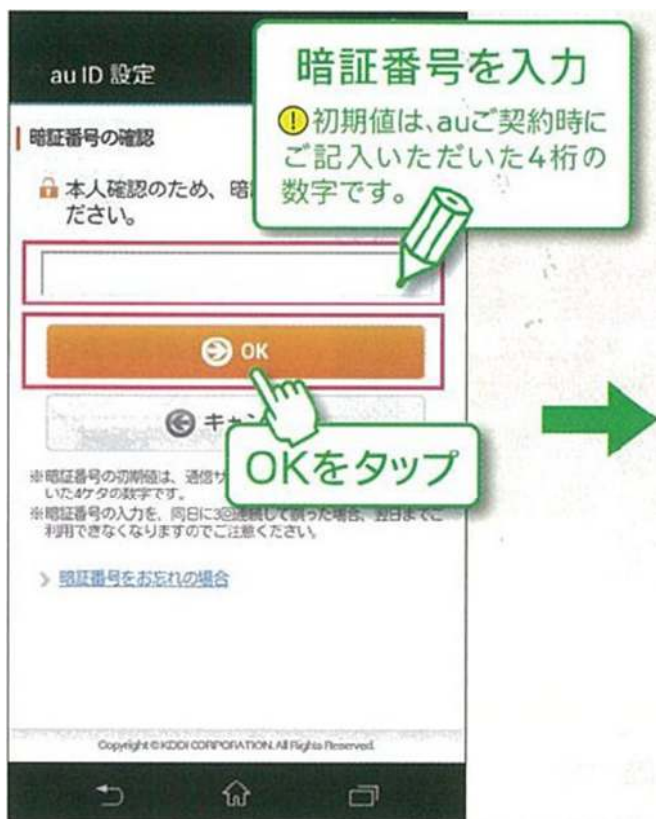 au ID 設定
暗証番号を入力
初期値は、auご契約時に
ご記入いただいた4桁の
数字です。
暗証番号の確認
本人確認のため、暗
ださい。
OK
キャン
OKをタップ
※暗証番号の初期値は、通信サ
いた4ケタの数字です。
※暗証番号の入力を、同日に3回連続して誤った場合、翌日までご
利用できなくなりますのでご注意ください。
暗証番号をお忘れの場合
Copyright © KDDI CORPORATION. All Rights Reserved.